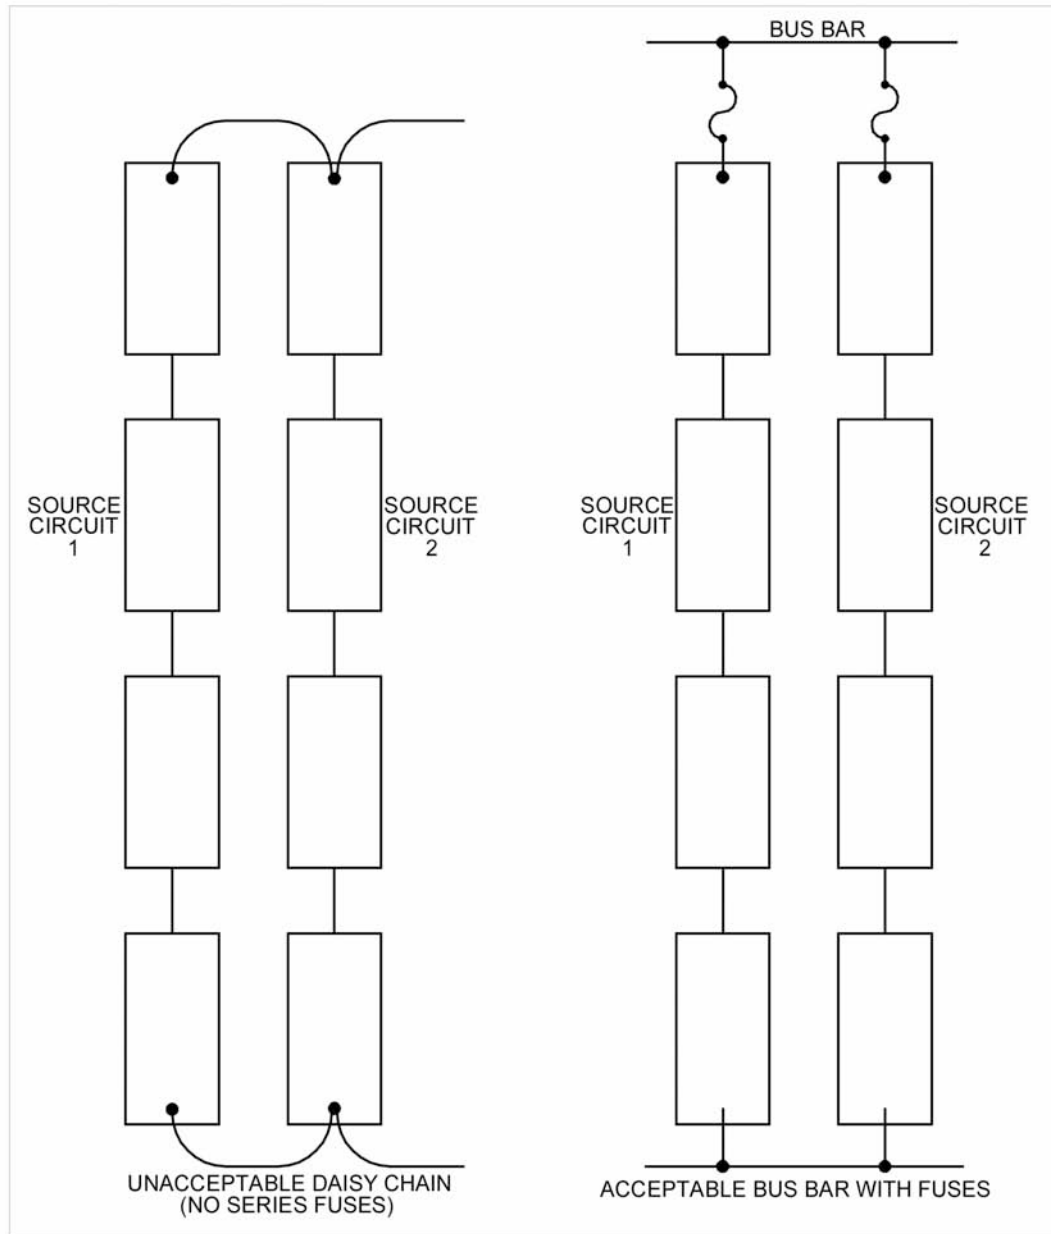 BUS BAR
SOURCE
CIRCUIT
1
SOURCE
CIRCUIT
2
SOURCE
CIRCUIT
1
SOURCE
CIRCUIT
2
UNACCEPTABLE DAISY CHAIN
(NO SERIES FUSES)
ACCEPTABLE BUS BAR WITH FUSES